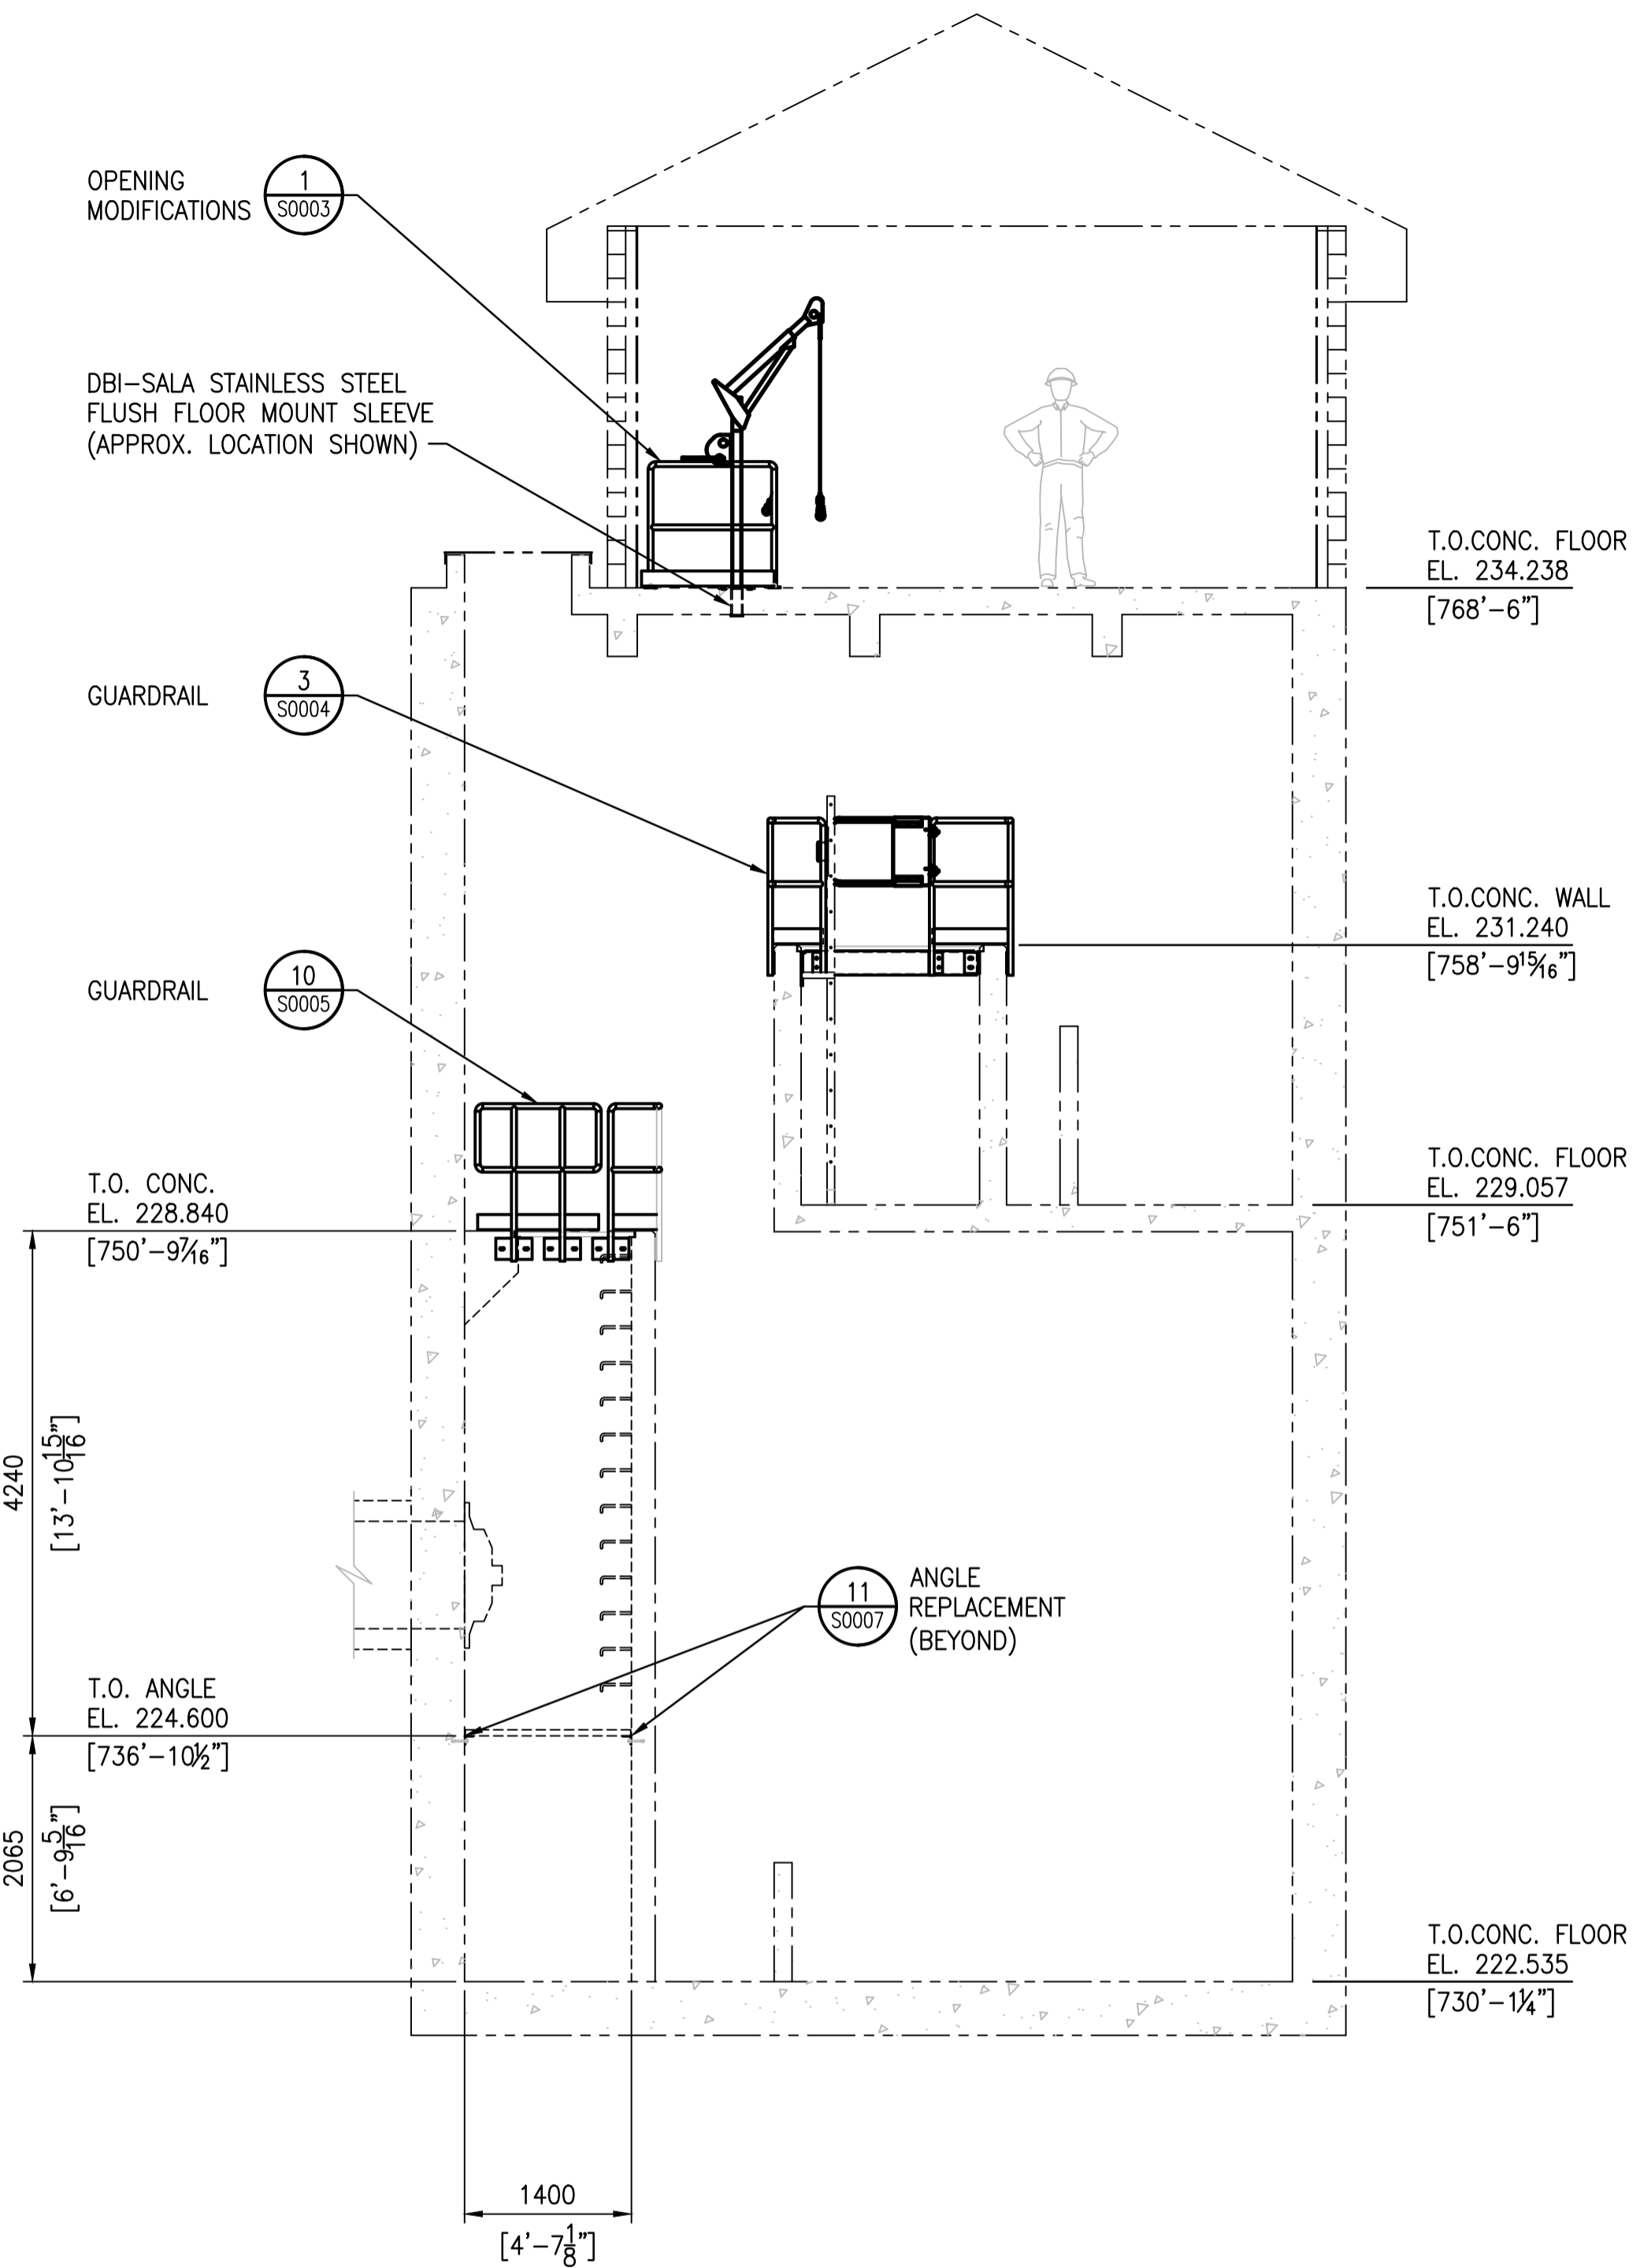 OPENING
MODIFICATIONS
1
S0003
DBI-SALA STAINLESS STEEL
FLUSH FLOOR MOUNT SLEEVE
(APPROX. LOCATION SHOWN)
T.O.CONC. FLOOR
EL. 234.238
[768'-6"]
GUARDRAIL
3
S0004
T.O.CONC. WALL
EL. 231.240
[758'-9 15/16"]
GUARDRAIL
10
S0005
T.O.CONC. FLOOR
EL. 229.057
[751'-6"]
T.O. CONC.
EL. 228.840
[750'-9 7/16"]
4240
[13'-10 15/16"]
11
S0007
ANGLE
REPLACEMENT
(BEYOND)
T.O. ANGLE
EL. 224.600
[736'-10 1/2"]
2065
[6'-9 5/16"]
T.O.CONC. FLOOR
EL. 222.535
[730'-1 1/4"]
1400
[4'-7 1/8"]